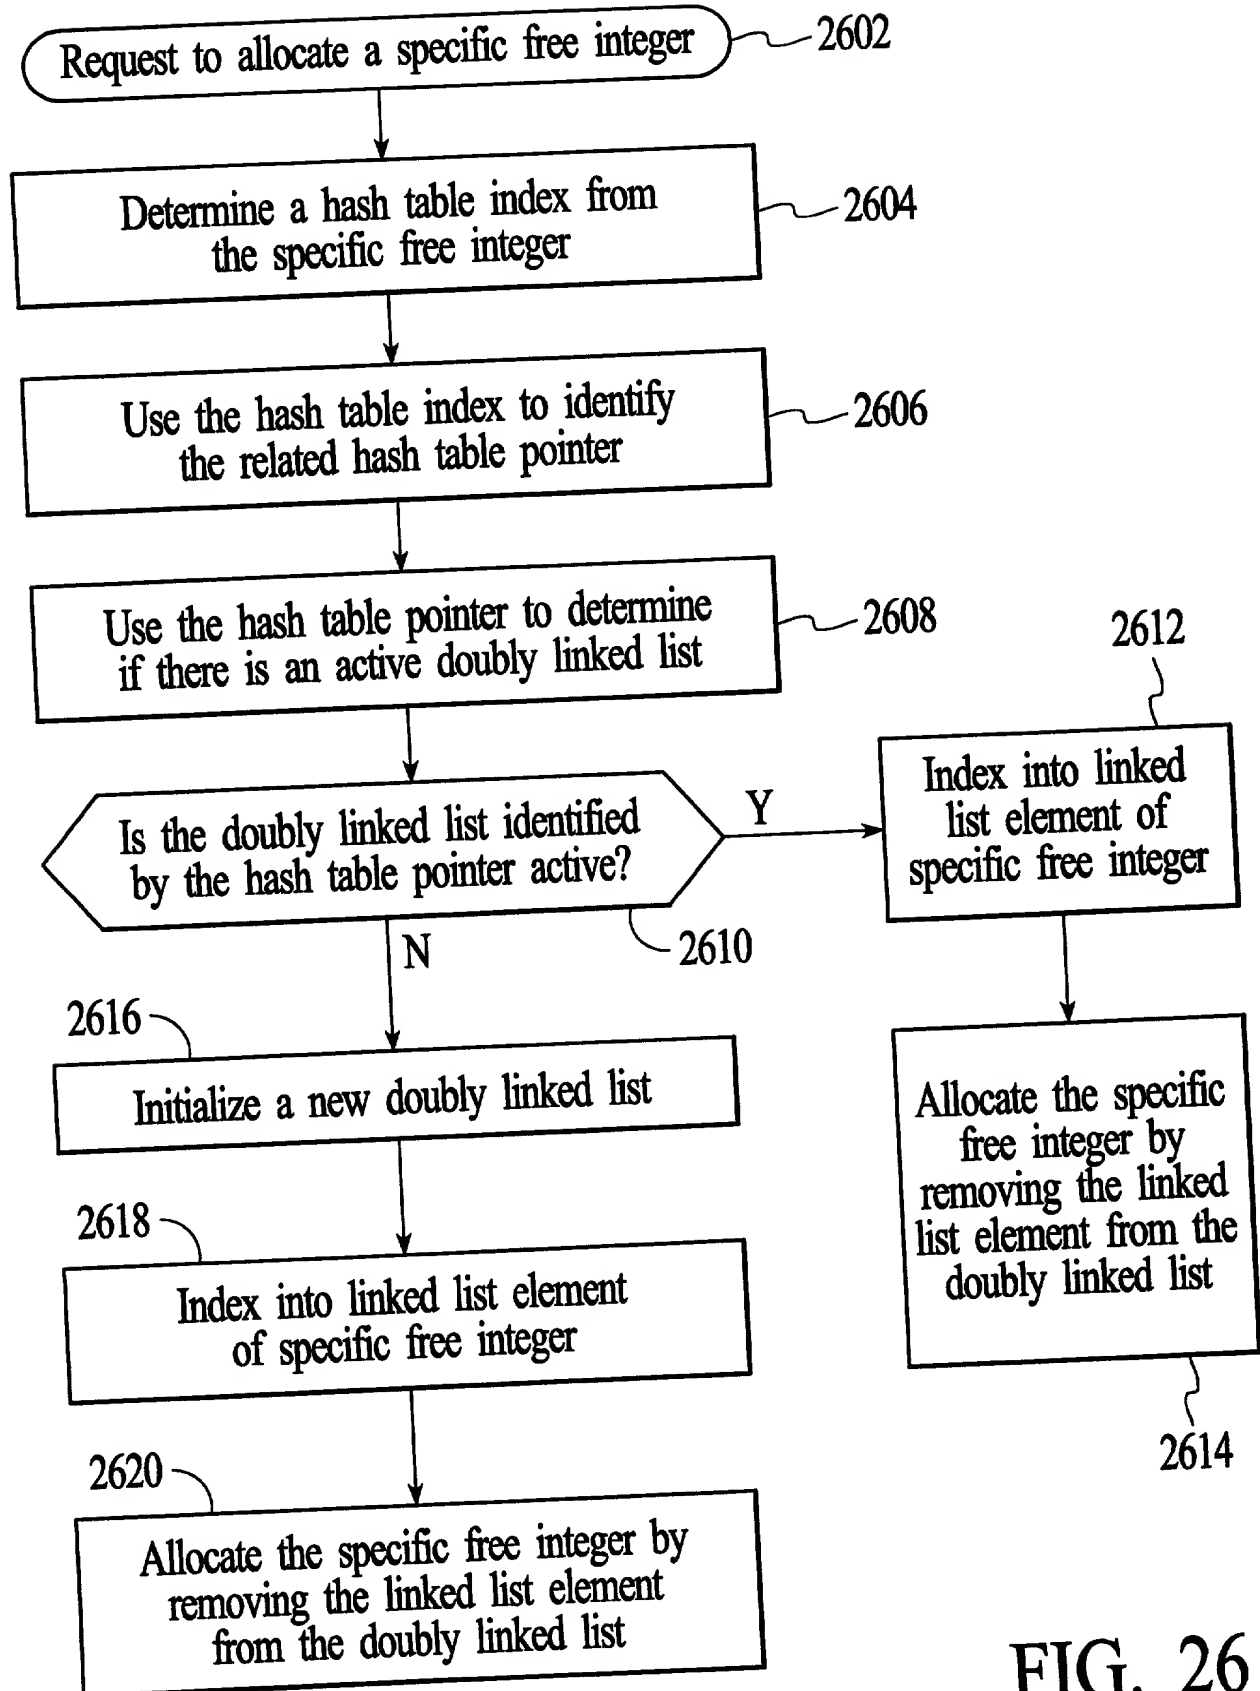 Request to allocate a specific free integer
2602
Determine a hash table index from
the specific free integer
2604
Use the hash table index to identify
the related hash table pointer
2606
Use the hash table pointer to determine
if there is an active doubly linked list
2608
Is the doubly linked list identified
by the hash table pointer active?
2610
Y
2612
Index into linked
list element of
specific free integer
Allocate the specific
free integer by
removing the linked
list element from the
doubly linked list
2614
N
2616
Initialize a new doubly linked list
2618
Index into linked list element
of specific free integer
2620
Allocate the specific free integer by
removing the linked list element
from the doubly linked list
FIG. 26